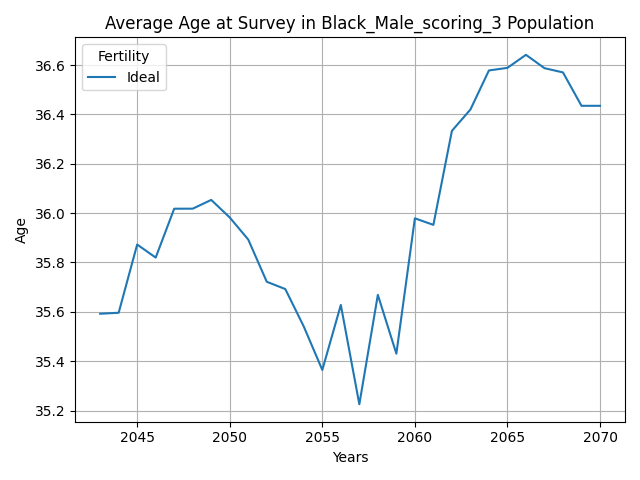 Average Age at Survey in Black_Male_scoring_3 Population
Fertility
Ideal
36.6
36.4
36.2
36.0
35.8
35.6
35.4
35.2
Age
2045 2050 2055 2060 2065 2070
Years